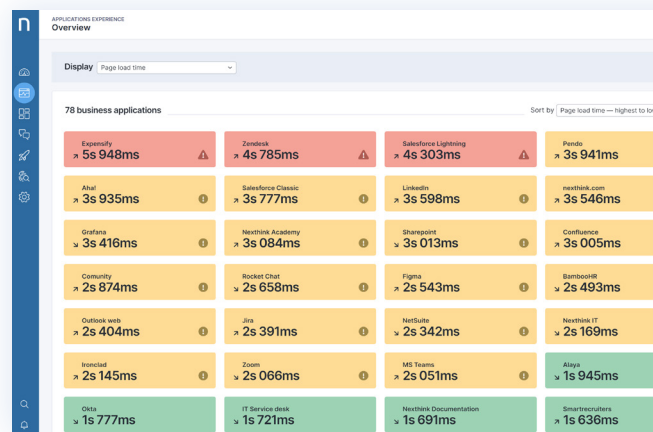 n
APPLICATIONS EXPERIENCE
Overview
Display Page load time
78 business applications
Sort by Page load time — highest to lo
Expensify
5s 948ms
Zendesk
4s 785ms
Salesforce Lightning
4s 303ms
Pendo
3s 941ms
Aha!
3s 935ms
Salesforce Classic
3s 777ms
LinkedIn
3s 598ms
nexthink.com
3s 546ms
Grafana
3s 416ms
Nexthink Academy
3s 084ms
Sharepoint
3s 013ms
Confluence
3s 005ms
Comunity
2s 874ms
Rocket Chat
2s 658ms
Figma
2s 543ms
BambooHR
2s 493ms
Outlook web
2s 404ms
Jira
2s 391ms
NetSuite
2s 342ms
Nexthink IT
2s 169ms
Ironclad
2s 145ms
Zoom
2s 066ms
MS Teams
2s 051ms
Alaya
1s 945ms
Okta
1s 777ms
IT Service desk
1s 721ms
Nexthink Documentation
1s 691ms
Smartrecruiters
1s 636ms